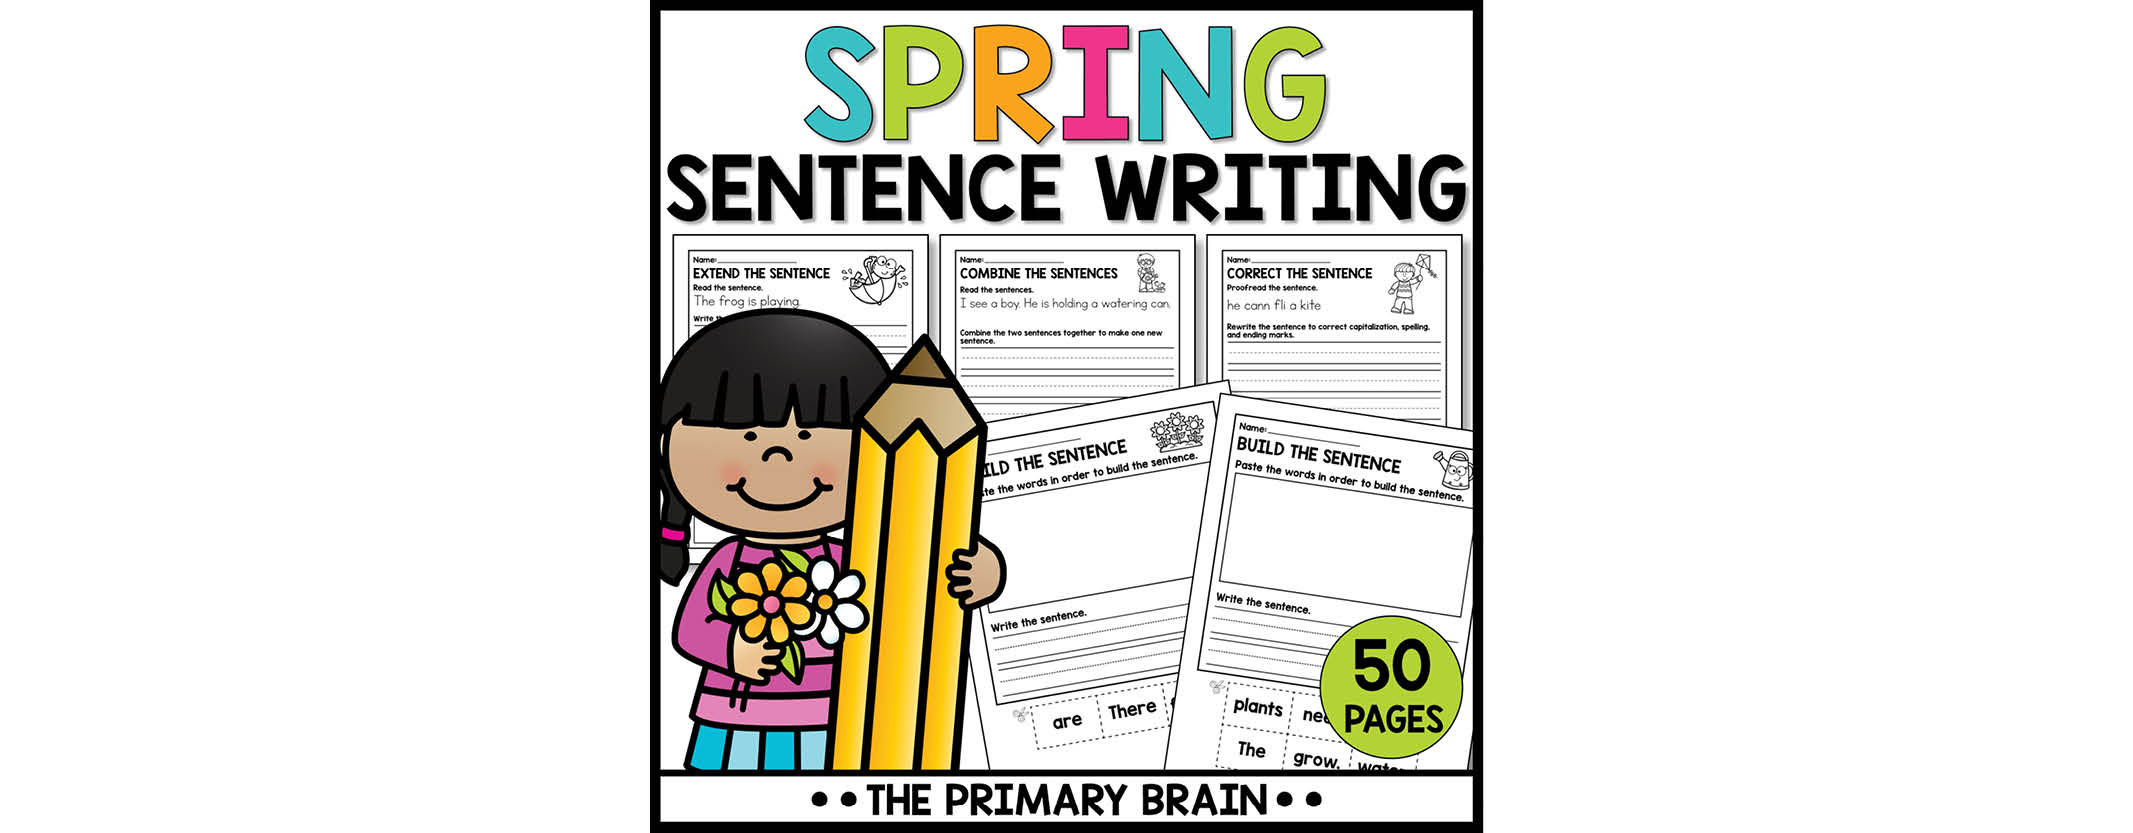 SPRING
SENTENCE WRITING
Name:
EXTEND THE SENTENCE
Read the sentence.
The frog is playing.
Write
Name:
COMBINE THE SENTENCES
Read the sentences.
I see a boy. He is holding a watering can.
Combine the two sentences together to make one new
sentence.
Name:
CORRECT THE SENTENCE
Proofread the sentence.
he cann fli a kite
Rewrite the sentence to correct capitalization, spelling,
and ending marks.
THE SENTENCE
the words in order to build the sentence.
Write the sentence.
are There
Name:
BUILD THE SENTENCE
Paste the words in order to build the sentence.
Write the sentence.
plants
The grow.
50
PAGES
••THE PRIMARY BRAIN••